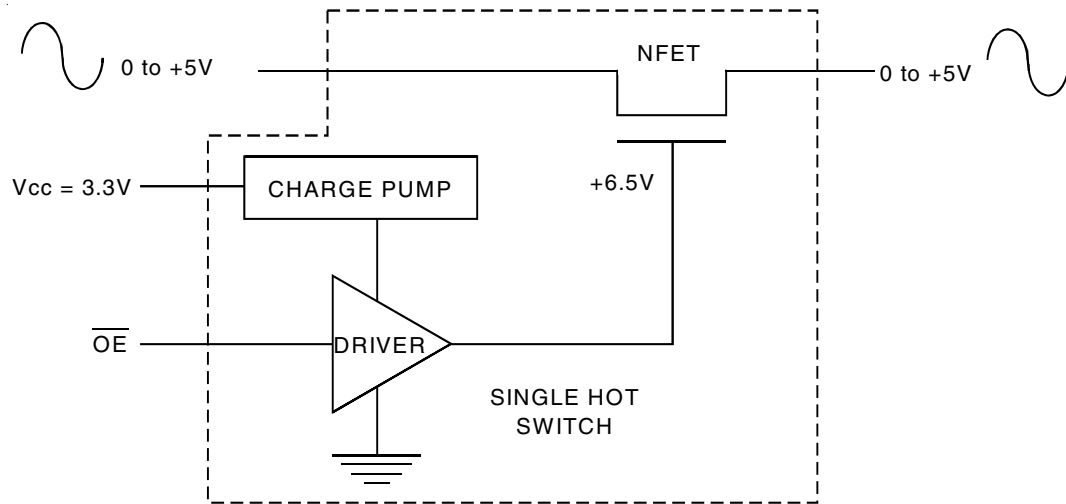 NFET
0 to +5V
0 to +5V
Vcc = 3.3V
CHARGE PUMP
+6.5V
OE
DRIVER
SINGLE HOT
SWITCH